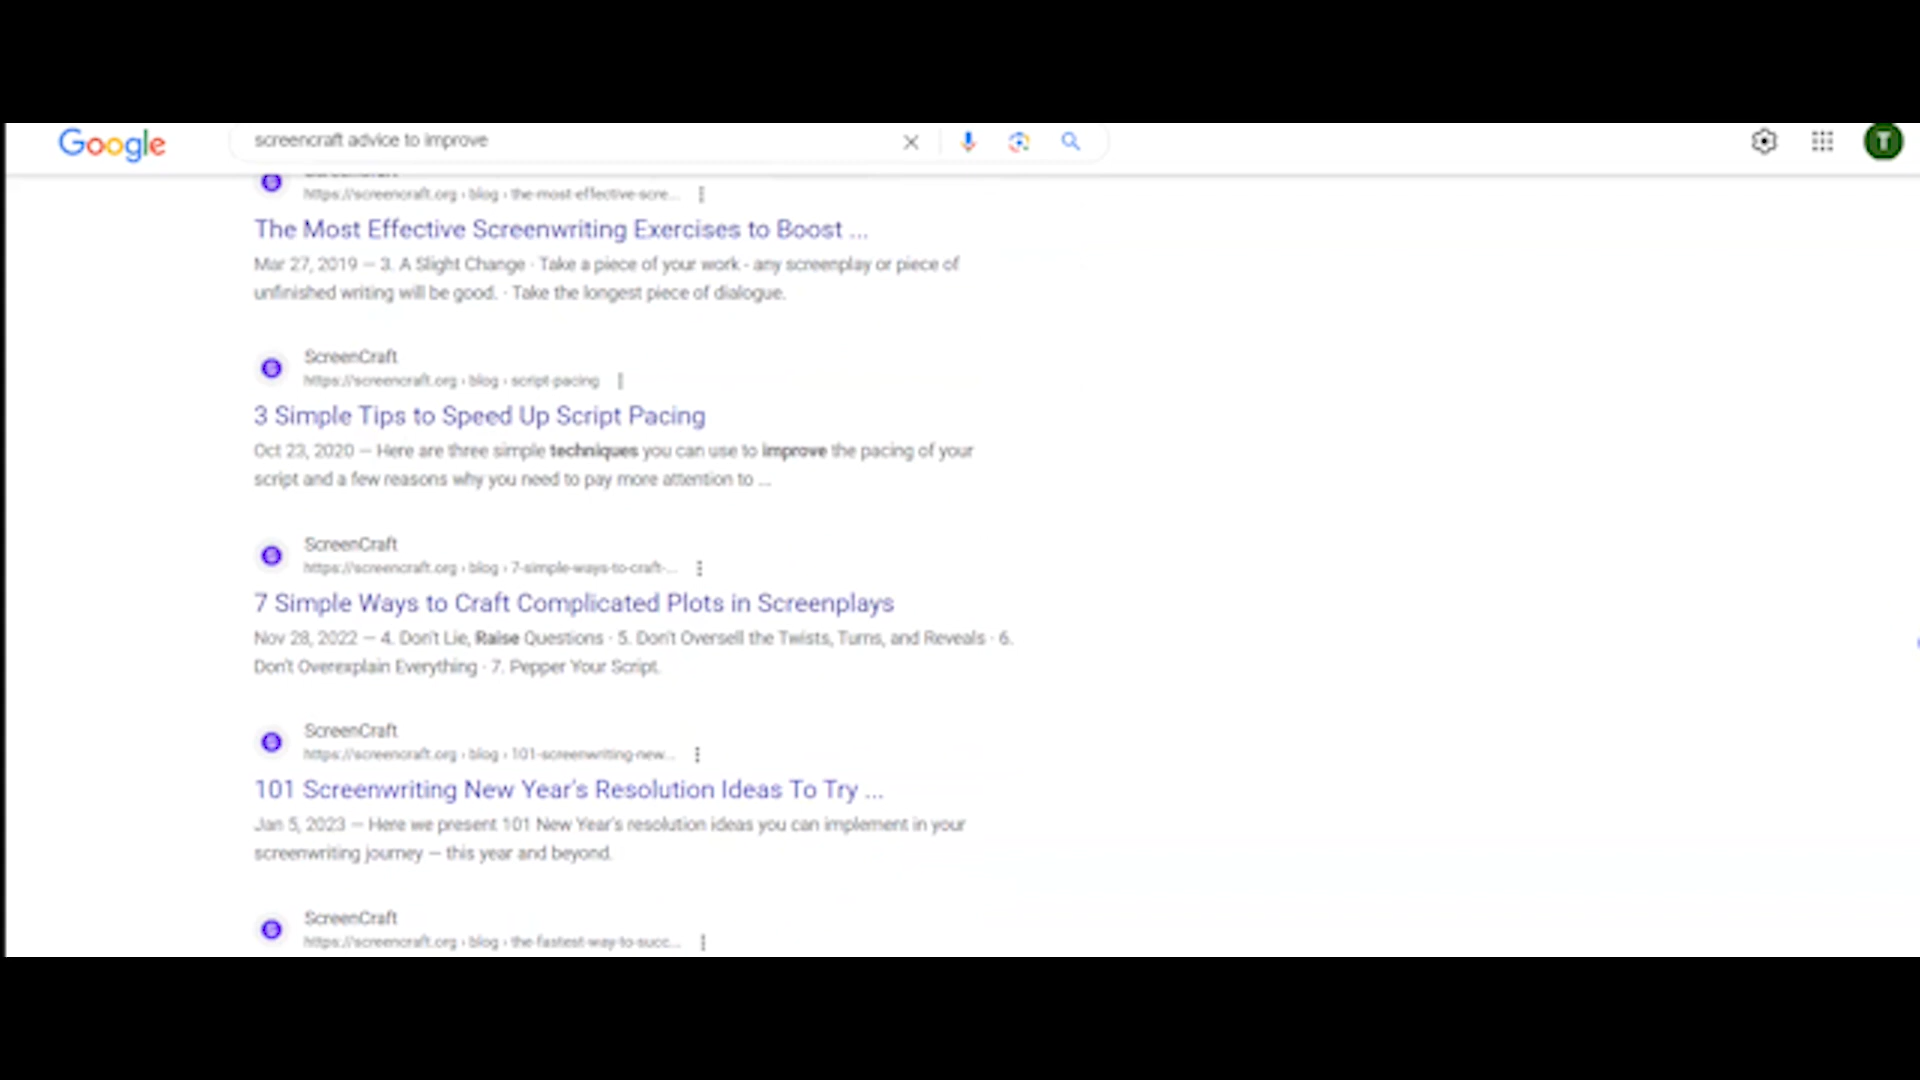 Google
screencraft advice to improve
T
https://screencraft.org › blog › the-most-effective-scre...
The Most Effective Screenwriting Exercises to Boost ...
Mar 27, 2019 — 3. A Slight Change · Take a piece of your work - any screenplay or piece of
unfinished writing will be good. · Take the longest piece of dialogue.
ScreenCraft
https://screencraft.org › blog › script-pacing
3 Simple Tips to Speed Up Script Pacing
Oct 23, 2020 — Here are three simple techniques you can use to improve the pacing of your
script and a few reasons why you need to pay more attention to ...
ScreenCraft
https://screencraft.org › blog › 7-simple-ways-to-craft-...
7 Simple Ways to Craft Complicated Plots in Screenplays
Nov 28, 2022 — 4. Don't Lie, Raise Questions · 5. Don't Oversell the Twists, Turns, and Reveals · 6.
Don't Overexplain Everything · 7. Pepper Your Script.
ScreenCraft
https://screencraft.org › blog › 101-screenwriting-new...
101 Screenwriting New Year's Resolution Ideas To Try ...
Jan 5, 2023 — Here we present 101 New Year's resolution ideas you can implement in your
screenwriting journey — this year and beyond.
ScreenCraft
https://screencraft.org › blog › the-fastest-way-to-succ...